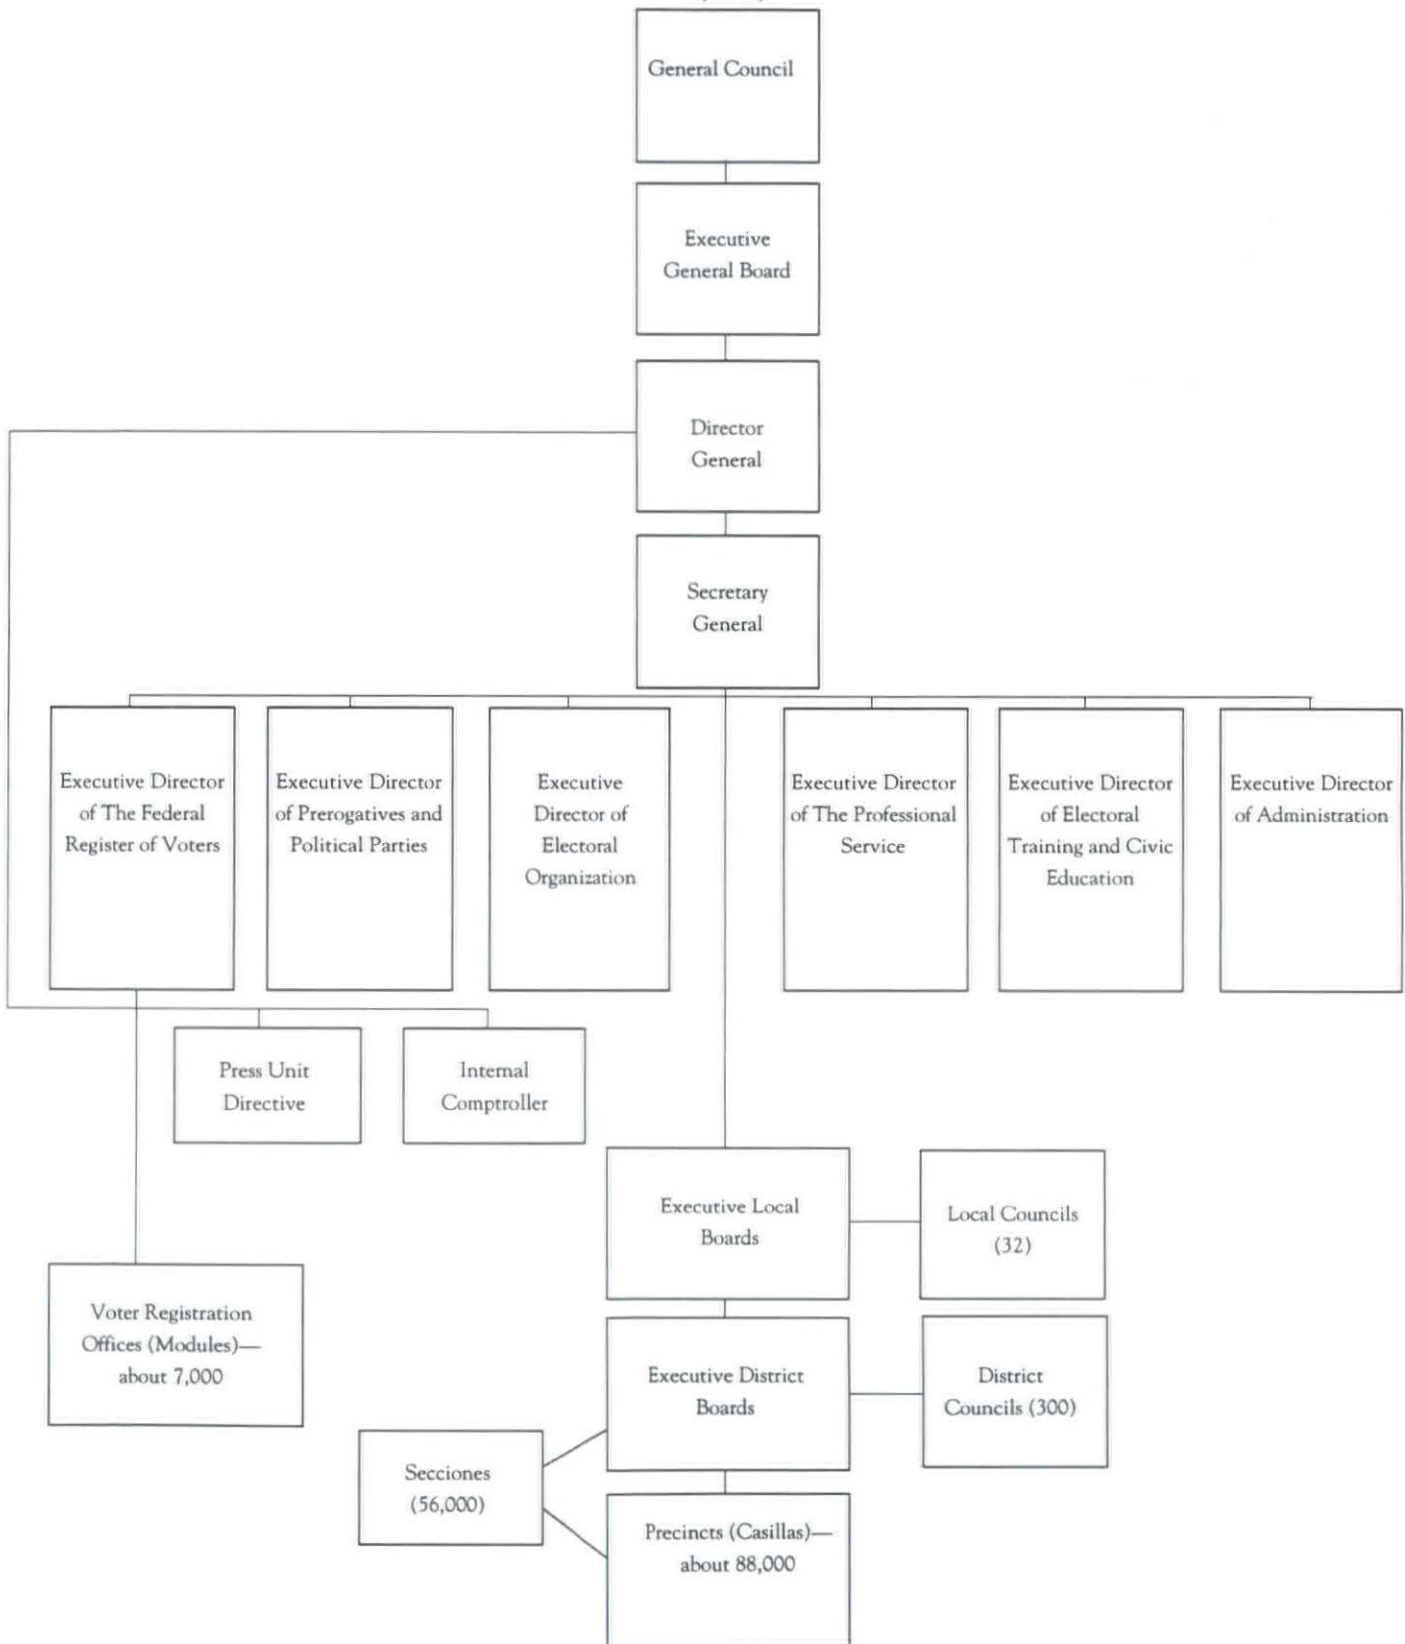 General Council
Executive
General Board
Director
General
Secretary
General
Executive Director
of The Federal
Register of Voters
Executive Director
of Prerogatives and
Political Parties
Executive
Director of
Electoral
Organization
Executive Director
of The Professional
Service
Executive Director
of Electoral
Training and Civic
Education
Executive Director
of Administration
Press Unit
Directive
Internal
Comptroller
Executive Local
Boards
Local Councils
(32)
Voter Registration
Offices (Modules)—
about 7,000
Executive District
Boards
District
Councils (300)
Secciones
(56,000)
Precincts (Casillas)—
about 88,000